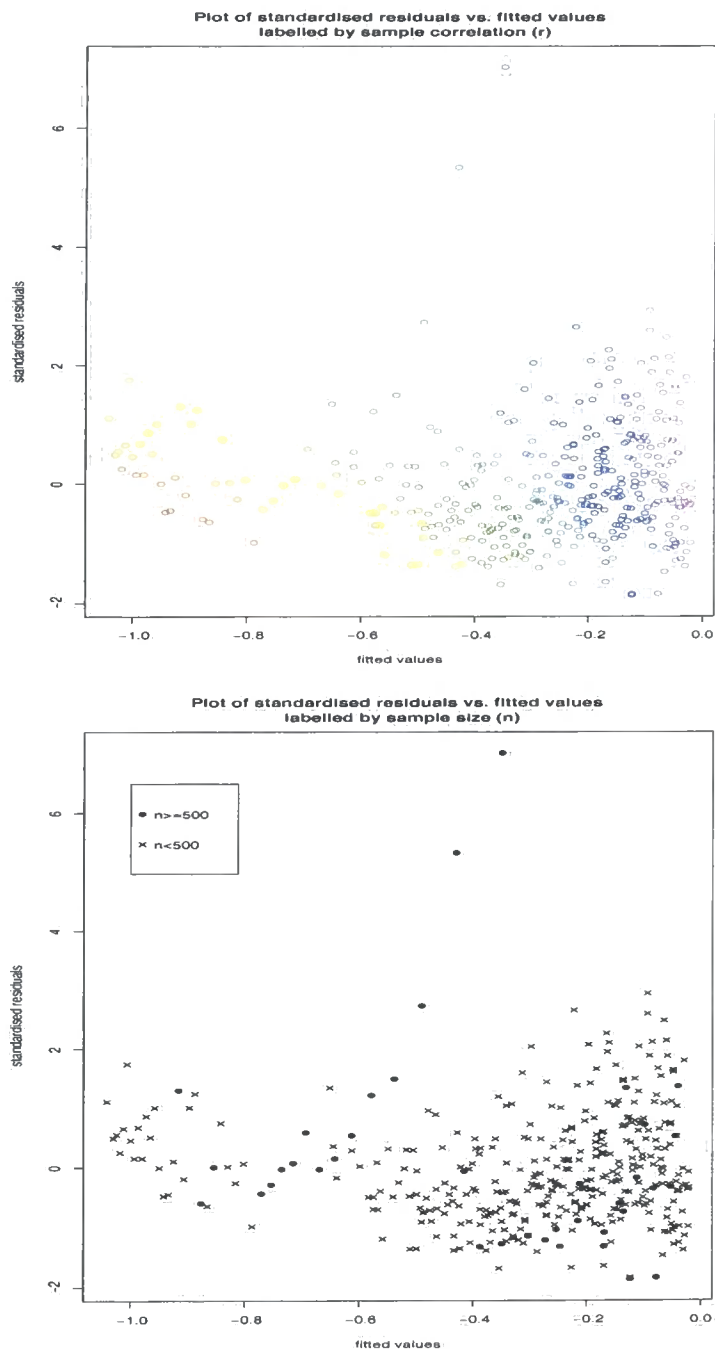 Plot of standardised residuals vs. fitted values
labelled by sample correlation (r)
6
4
2
0
-2
standardised residuals
-1.0 -0.8 -0.6 -0.4 -0.2 0.0
fitted values
Plot of standardised residuals vs. fitted values
labelled by sample size (n)
n>=500
n<500
6
4
2
0
-2
standardised residuals
-1.0 -0.8 -0.6 -0.4 -0.2 0.0
fitted values